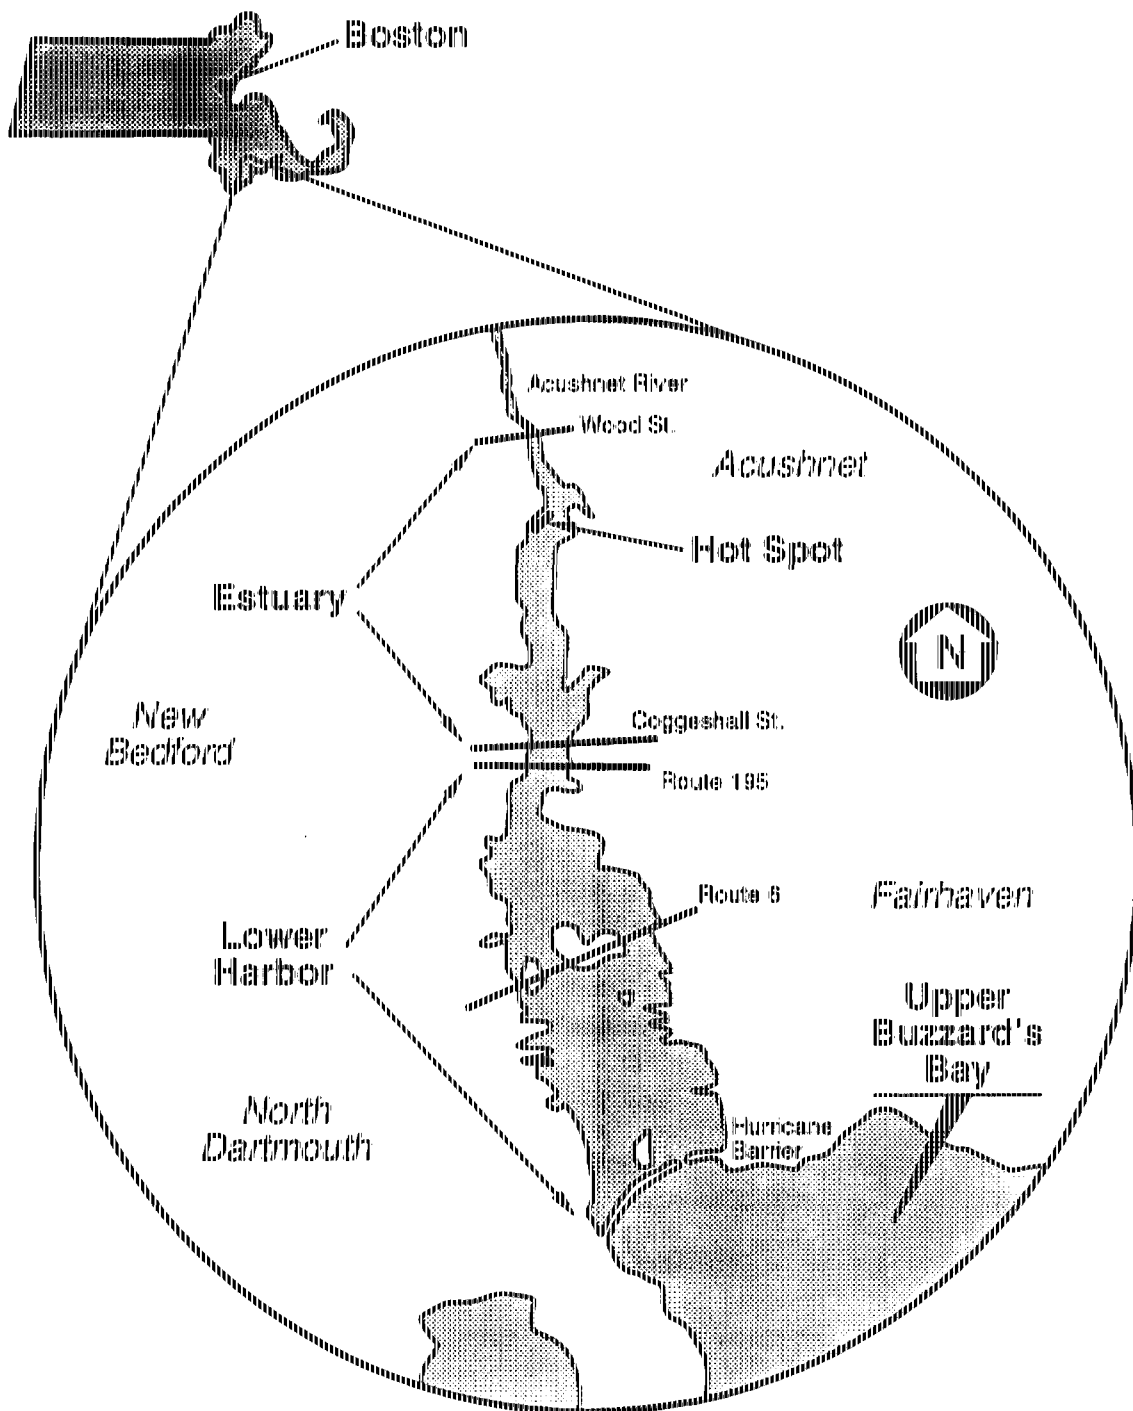 Boston
Acushnet River
Wood St.
Acushnet
Hot Spot
Estuary
N
New
Bedford
Coggeshall St.
Route 195
Route 6
Fairhaven
Lower
Harbor
Upper
Buzzard's
Bay
North
Dartmouth
Hurricane
Barrier